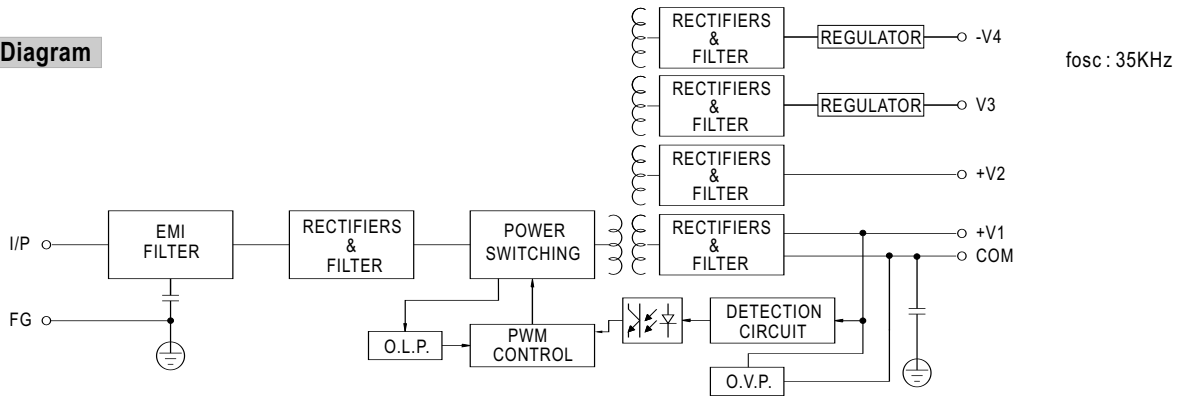 Diagram
fosc : 35KHz
RECTIFIERS
&
FILTER
REGULATOR
-V4
RECTIFIERS
&
FILTER
REGULATOR
V3
RECTIFIERS
&
FILTER
+V2
I/P
EMI
FILTER
RECTIFIERS
&
FILTER
POWER
SWITCHING
RECTIFIERS
&
FILTER
+V1
COM
FG
O.L.P.
PWM
CONTROL
DETECTION
CIRCUIT
O.V.P.